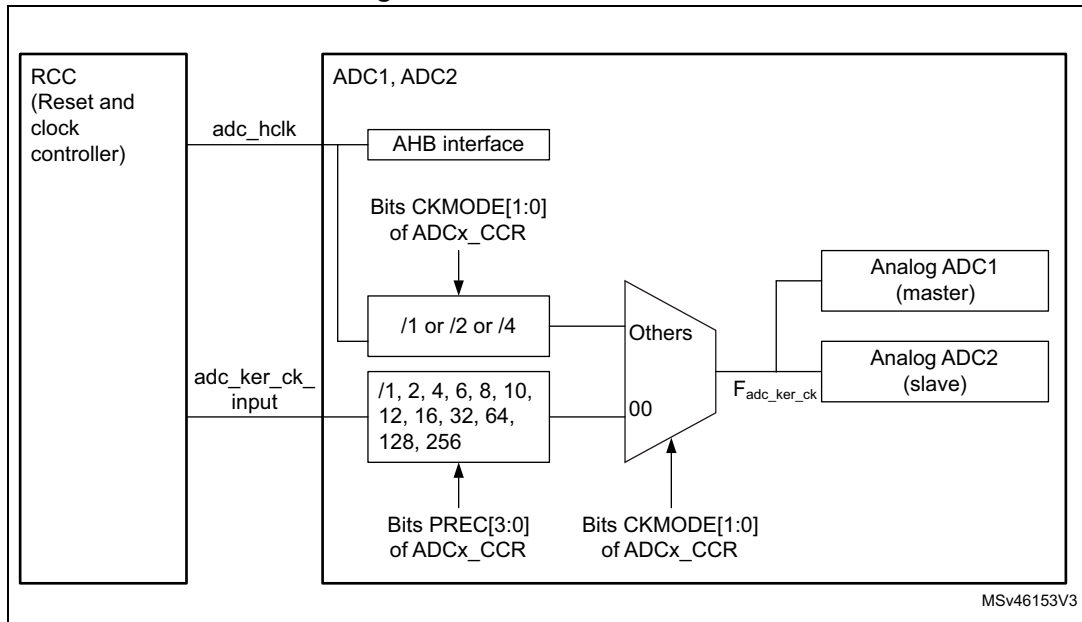 RCC
(Reset and
clock
controller)
adc_hclk
adc_ker_ck_
input
ADC1, ADC2
AHB interface
Bits CKMODE[1:0]
of ADCx_CCR
/1 or /2 or /4
/1, 2, 4, 6, 8, 10,
12, 16, 32, 64,
128, 256
Bits PREC[3:0]
of ADCx_CCR
Others
00
Bits CKMODE[1:0]
of ADCx_CCR
Fadc_ker_ck
Analog ADC1
(master)
Analog ADC2
(slave)
MSv46153V3